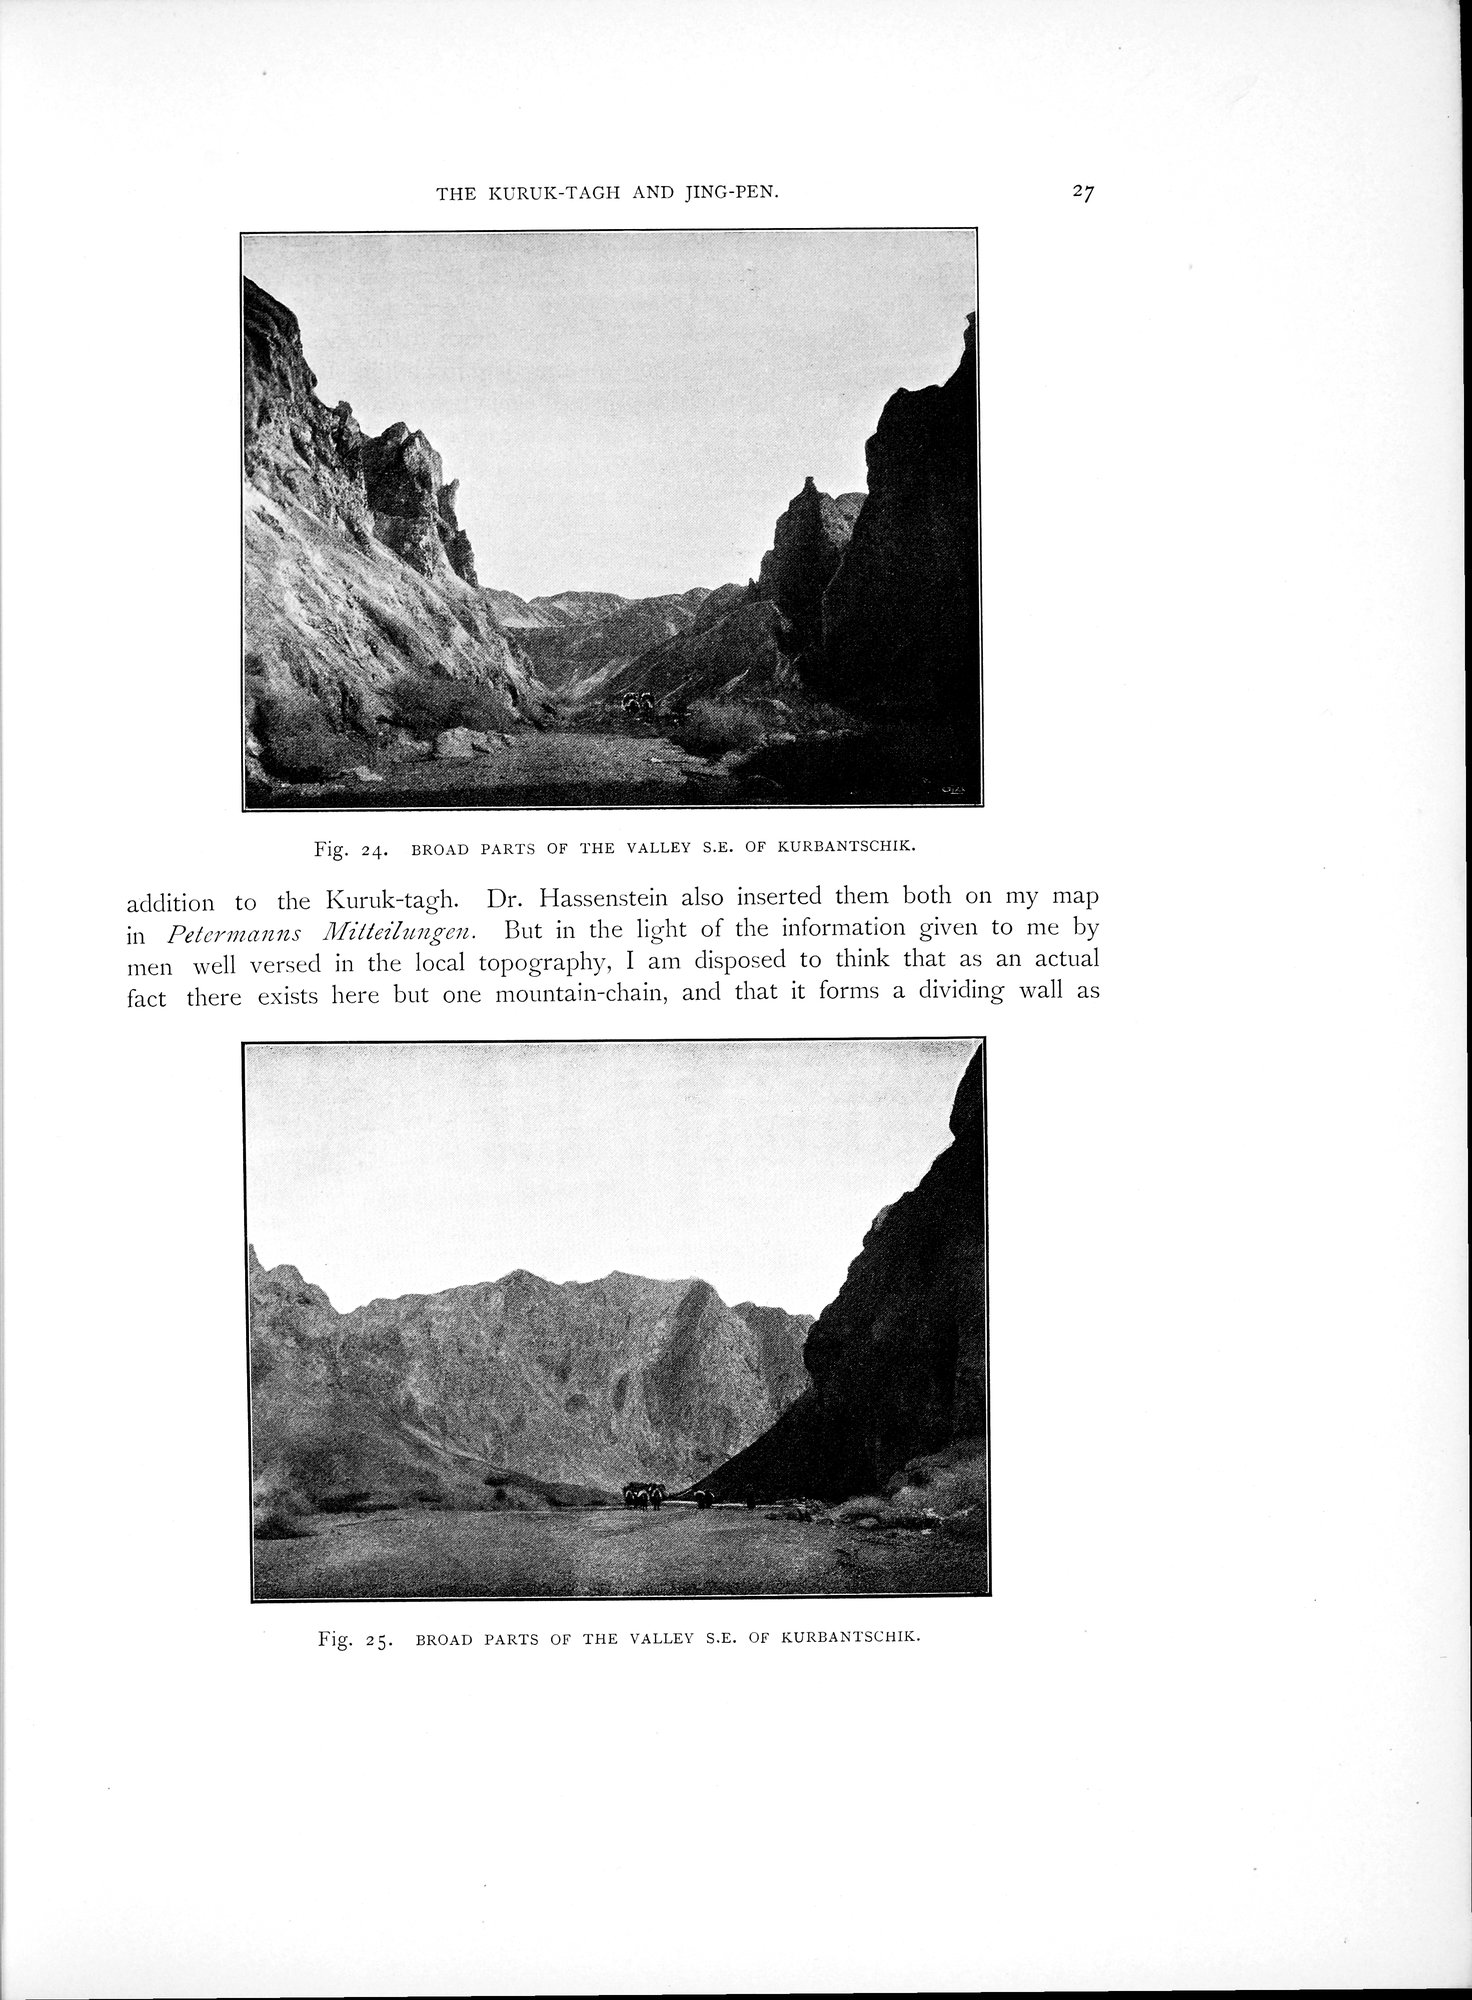 THE KURUK-TAGH AND JING-PEN. 27
Fig. 24. BROAD PARTS OF THE VALLEY S.E. OF KURBANTSCHIK.
addition to the Kuruk-tagh. Dr. Hassenstein also inserted them both on my map
in Petermanns Mitteilungen. But in the light of the information given to me by
men well versed in the local topography, I am disposed to think that as an actual
fact there exists here but one mountain-chain, and that it forms a dividing wall as
Fig. 25. BROAD PARTS OF THE VALLEY S.E. OF KURBANTSCHIK.